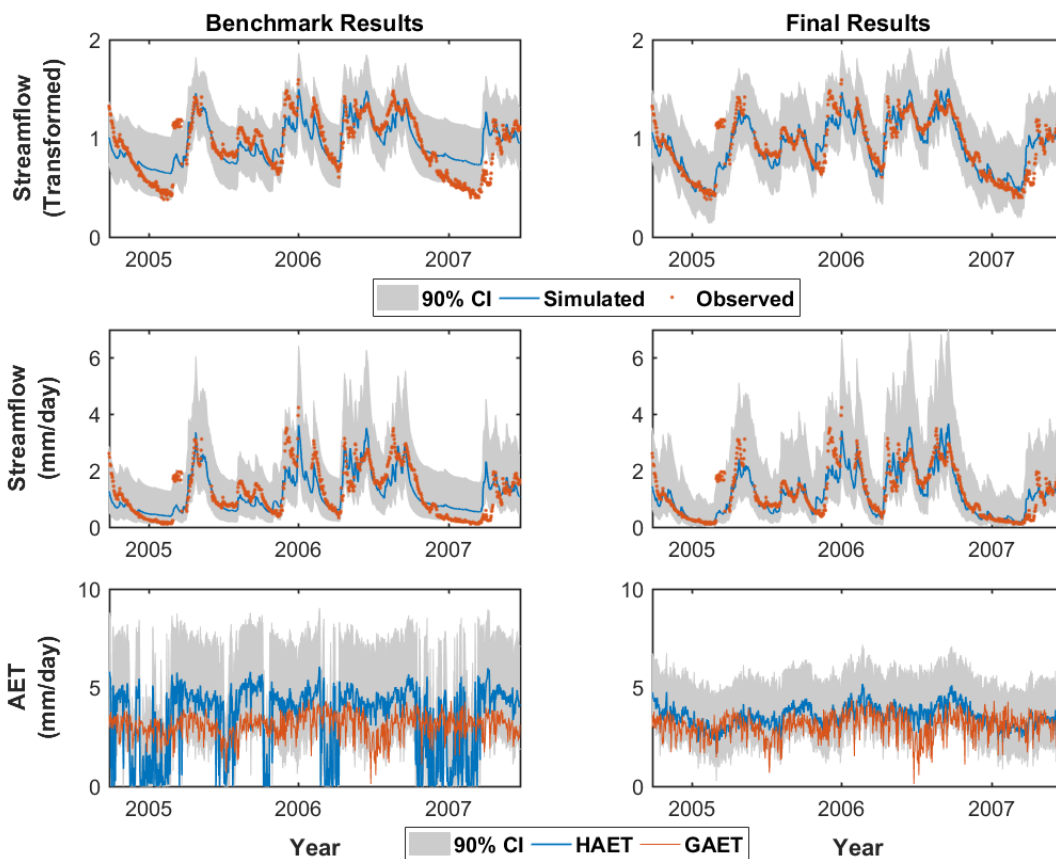 Benchmark Results
Final Results
Streamflow
(Transformed)
2
1
0
2005
2006
2007
2
1
0
2005
2006
2007
90% CI
Simulated
Observed
Streamflow
(mm/day)
6
4
2
0
2005
2006
2007
6
4
2
0
2005
2006
2007
AET
(mm/day)
10
5
0
2005
2006
2007
Year
10
5
0
2005
2006
2007
Year
90% CI
HAET
GAET